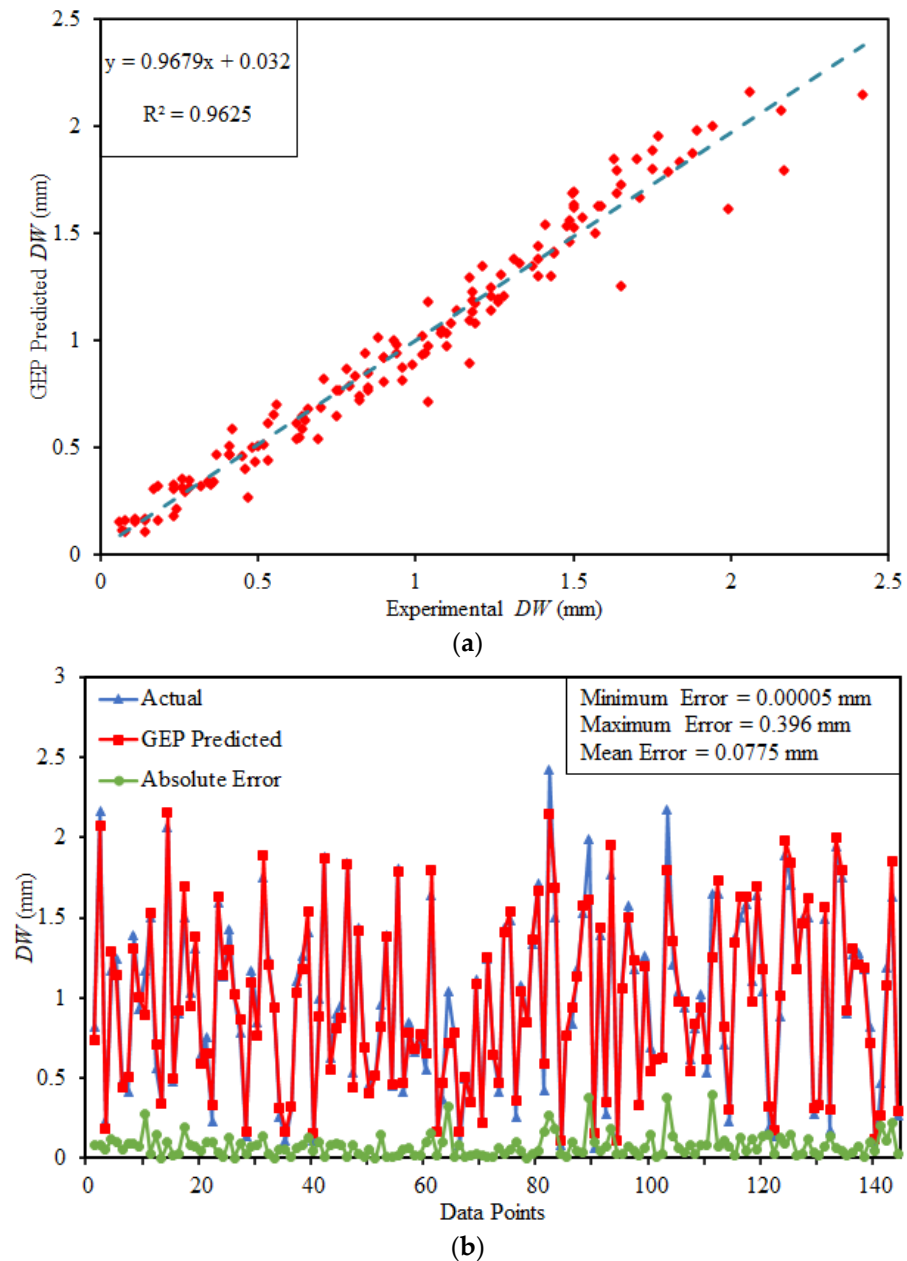 2.5
y = 0.9679x + 0.032
R² = 0.9625
2
1.5
1
0.5
0
GEP Predicted DW (mm)
0 0.5 1 1.5 2 2.5
Experimental DW (mm)
(a)
3
Actual
GEP Predicted
Absolute Error
Minimum Error = 0.00005 mm
Maximum Error = 0.396 mm
Mean Error = 0.0775 mm
2.5
2
1.5
1
0.5
0
DW (mm)
0 20 40 60 80 100 120 140
Data Points
(b)